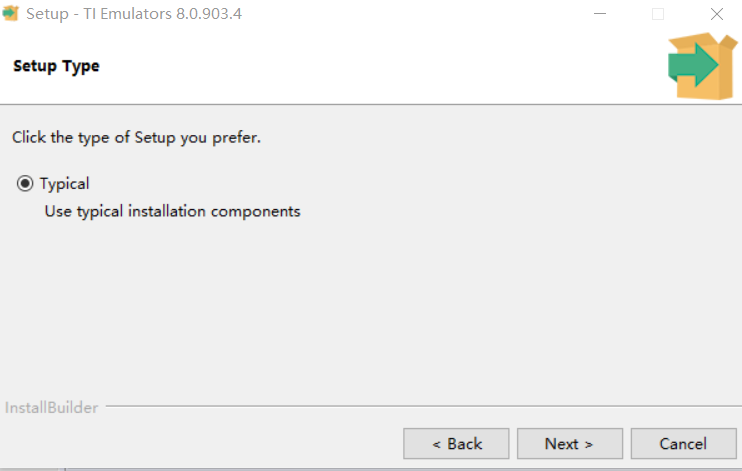 Setup - TI Emulators 8.0.903.4
Setup Type
Click the type of Setup you prefer.
Typical
Use typical installation components
InstallBuilder
< Back Next > Cancel